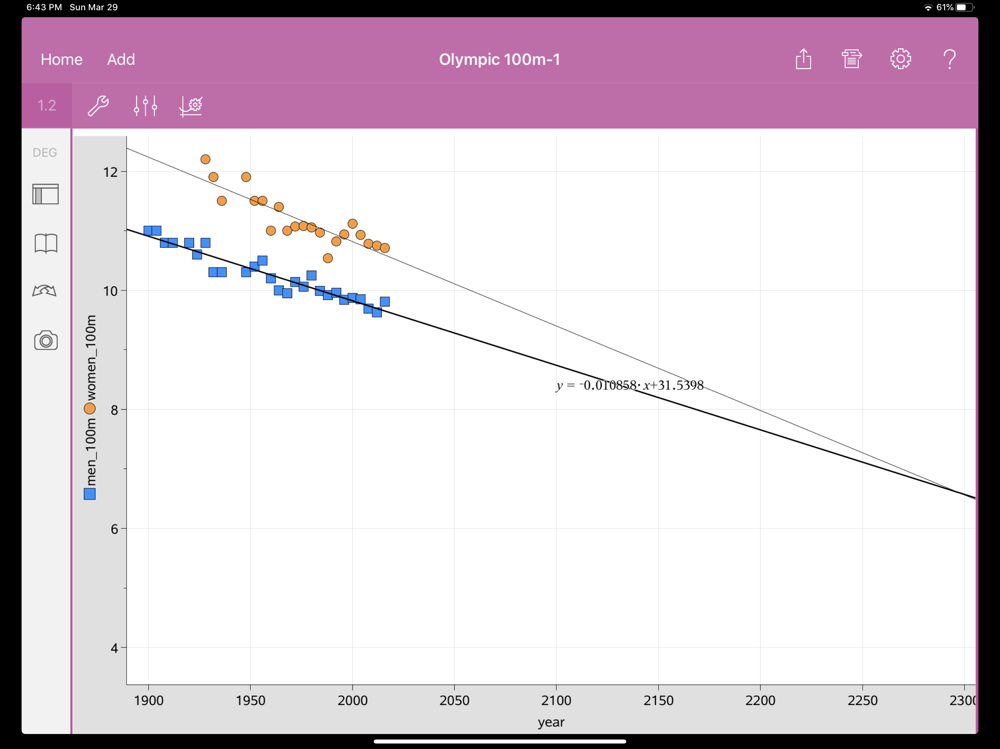 6:43 PM Sun Mar 29
61%
Home Add Olympic 100m-1 ?
1.2
DEG
12
10
8
6
4
men_100m women_100m
y = ⁻0.010858· x+31.5398
1900 1950 2000 2050 2100 2150 2200 2250 2300
year